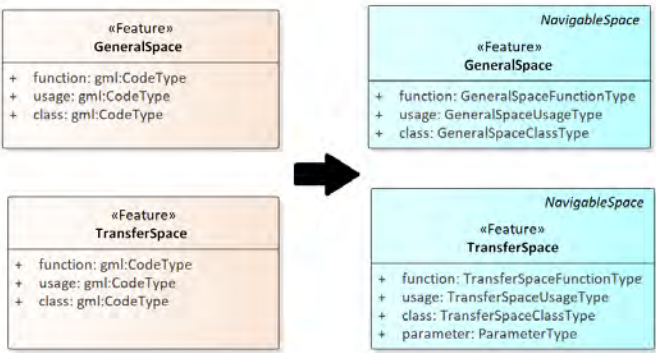 «Feature»
GeneralSpace
+ function: gml:CodeType
+ usage: gml:CodeType
+ class: gml:CodeType
NavigableSpace
«Feature»
GeneralSpace
+ function: GeneralSpaceFunctionType
+ usage: GeneralSpaceUsageType
+ class: GeneralSpaceClassType
«Feature»
TransferSpace
+ function: gml:CodeType
+ usage: gml:CodeType
+ class: gml:CodeType
NavigableSpace
«Feature»
TransferSpace
+ function: TransferSpaceFunctionType
+ usage: TransferSpaceUsageType
+ class: TransferSpaceClassType
+ parameter: ParameterType